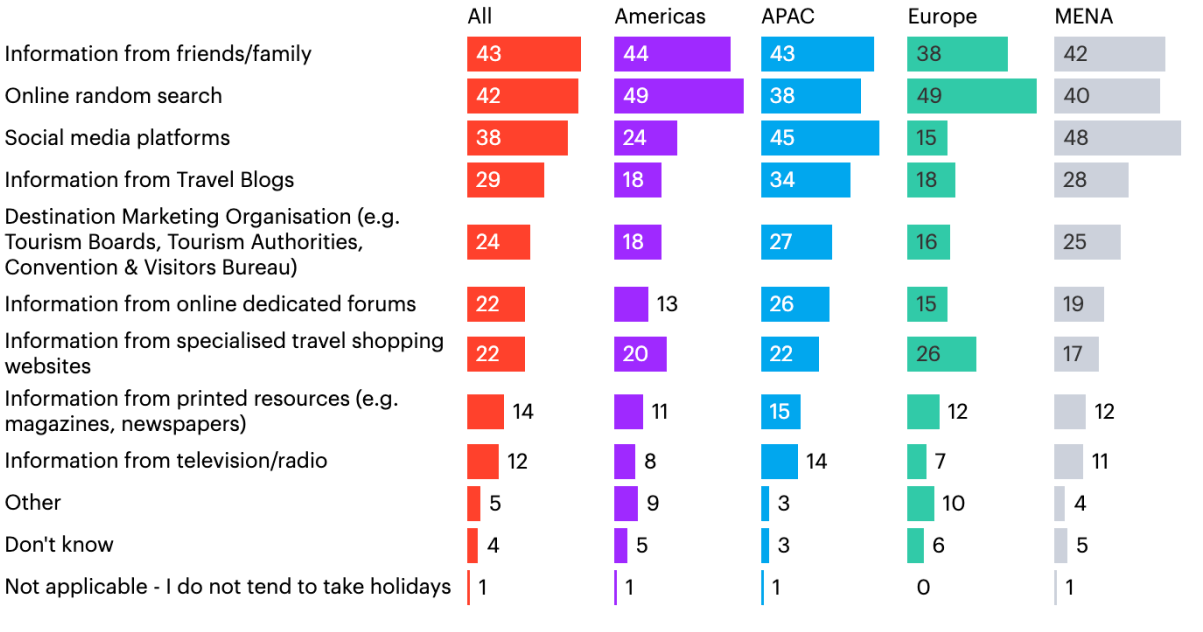 All Americas APAC Europe MENA
Information from friends/family 43 44 43 38 42
Online random search 42 49 38 49 40
Social media platforms 38 24 45 15 48
Information from Travel Blogs 29 18 34 18 28
Destination Marketing Organisation (e.g.
Tourism Boards, Tourism Authorities, 24 18 27 16 25
Convention & Visitors Bureau)
Information from online dedicated forums 22 13 26 15 19
Information from specialised travel shopping
websites 22 20 22 26 17
Information from printed resources (e.g.
magazines, newspapers) 14 11 15 12 12
Information from television/radio 12 8 14 7 11
Other 5 9 3 10 4
Don't know 4 5 3 6 5
Not applicable - I do not tend to take holidays 1 1 1 0 1